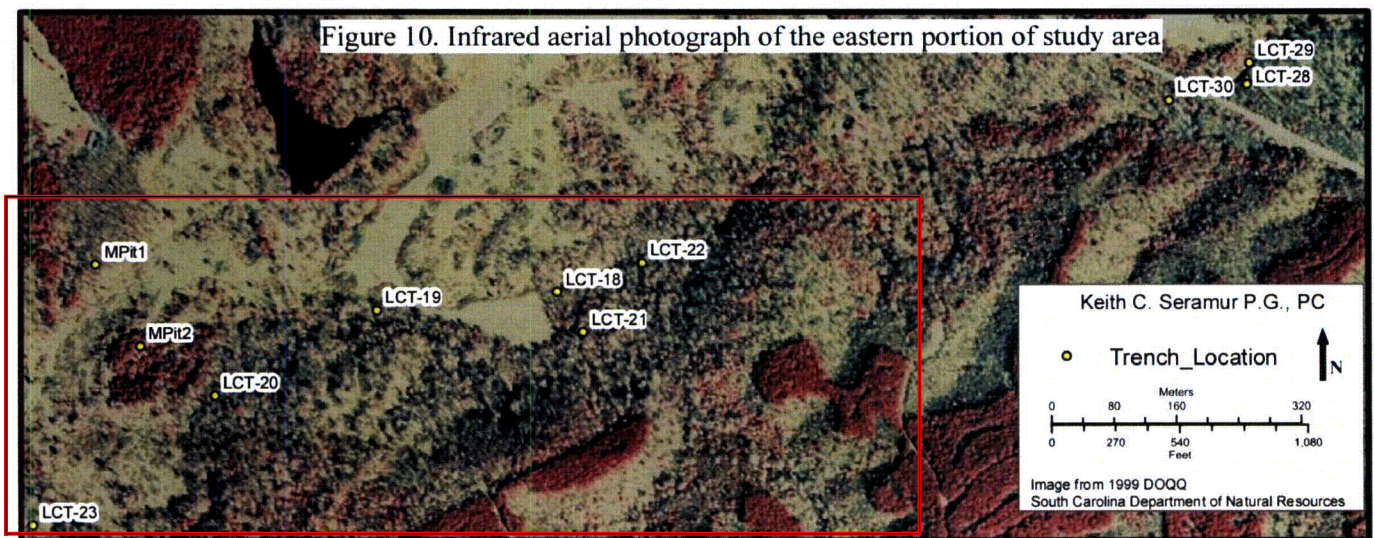 Figure 10. Infrared aerial photograph of the eastern portion of study area
LCT-29
LCT-28
LCT-30
MPit1
LCT-22
LCT-18
LCT-19
LCT-21
MPit2
LCT-20
LCT-23
Keith C. Seramur P.G., PC
Trench_Location
N
Meters
0 80 160 320
0 270 540 1,080
Feet
Image from 1999 DOQQ
South Carolina Department of Natural Resources